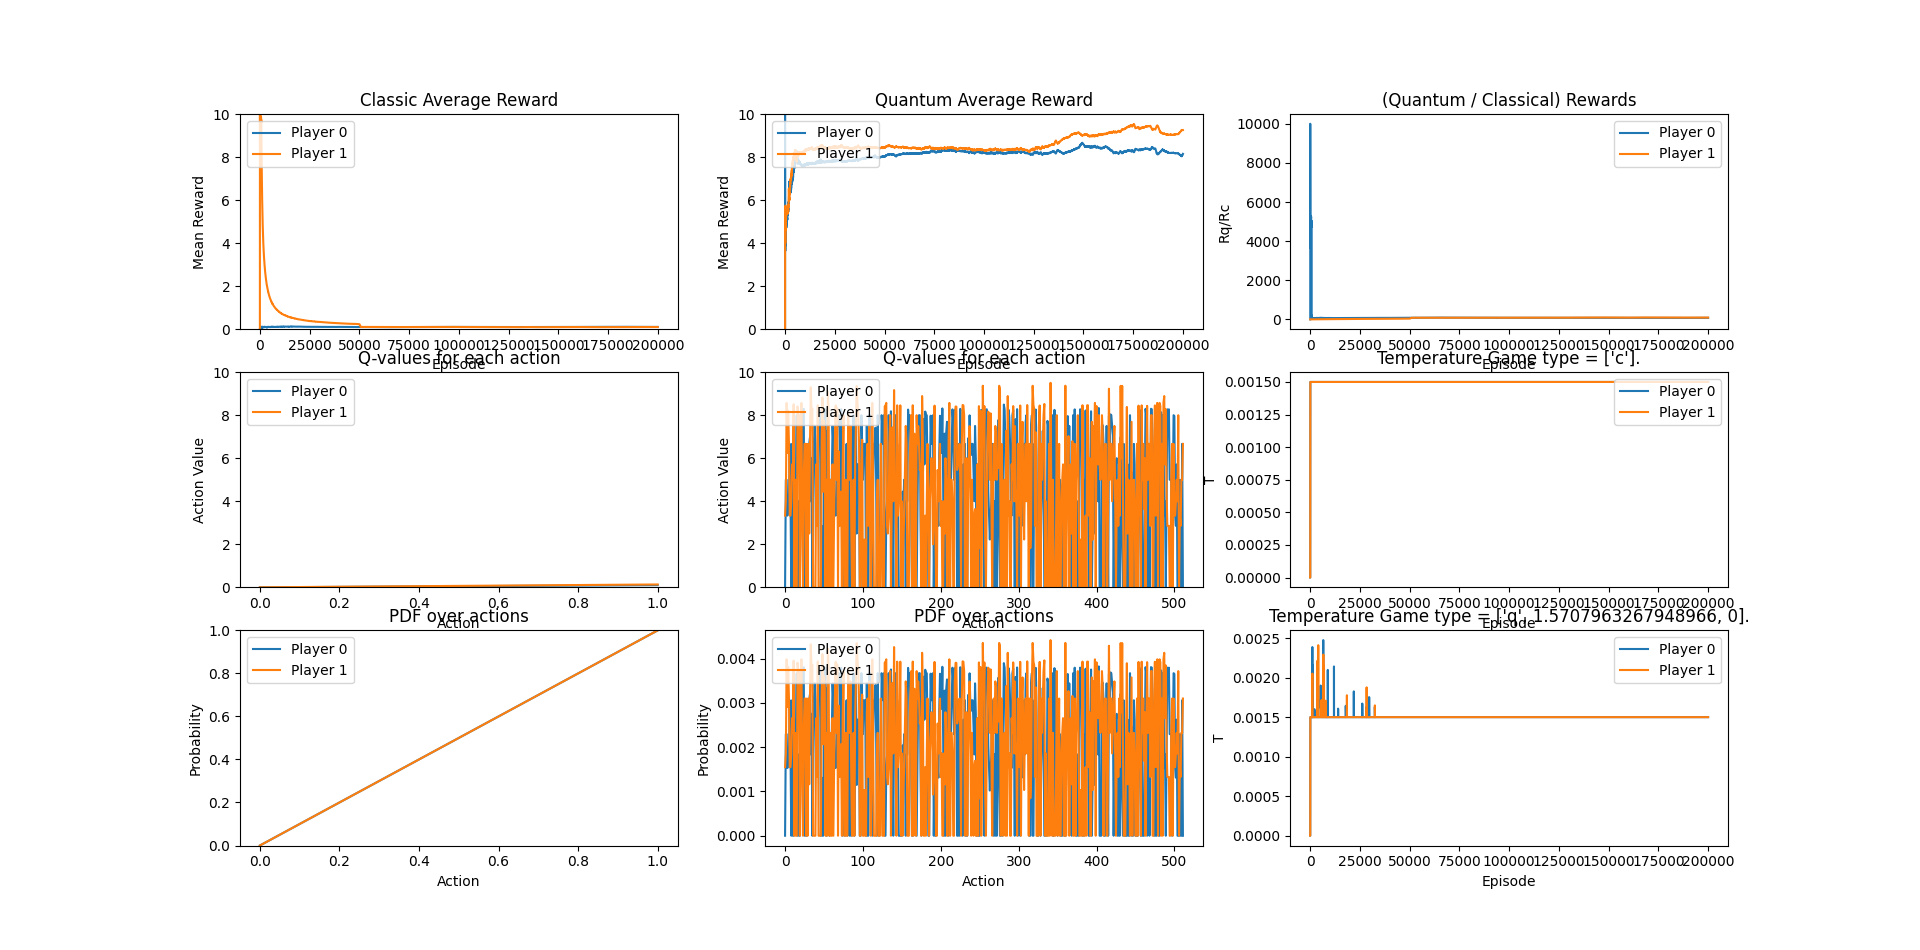 Classic Average Reward
Mean Reward
10
8
6
4
2
0
Player 0
Player 1
0 25000 50000 75000 100000 125000 150000 175000 200000
Episode
Quantum Average Reward
Mean Reward
10
8
6
4
2
0
Player 0
Player 1
0 25000 50000 75000 100000 125000 150000 175000 200000
Episode
(Quantum / Classical) Rewards
Rq/Rc
10000
8000
6000
4000
2000
0
Player 0
Player 1
0 25000 50000 75000 100000 125000 150000 175000 200000
Episode
Q-values for each action
Action Value
10
8
6
4
2
0
Player 0
Player 1
0.0 0.2 0.4 0.6 0.8 1.0
Action
Q-values for each action
Action Value
10
8
6
4
2
0
Player 0
Player 1
0 100 200 300 400 500
Action
Temperature Game type = ['c'].
T
0.00150
0.00125
0.00100
0.00075
0.00050
0.00025
0.00000
Player 0
Player 1
0 25000 50000 75000 100000 125000 150000 175000 200000
Episode
PDF over actions
Probability
1.0
0.8
0.6
0.4
0.2
0.0
Player 0
Player 1
0.0 0.2 0.4 0.6 0.8 1.0
Action
PDF over actions
Probability
0.004
0.003
0.002
0.001
0.000
Player 0
Player 1
0 100 200 300 400 500
Action
Temperature Game type = ['q', 1.5707963267948966, 0].
T
0.0025
0.0020
0.0015
0.0010
0.0005
0.0000
Player 0
Player 1
0 25000 50000 75000 100000 125000 150000 175000 200000
Episode